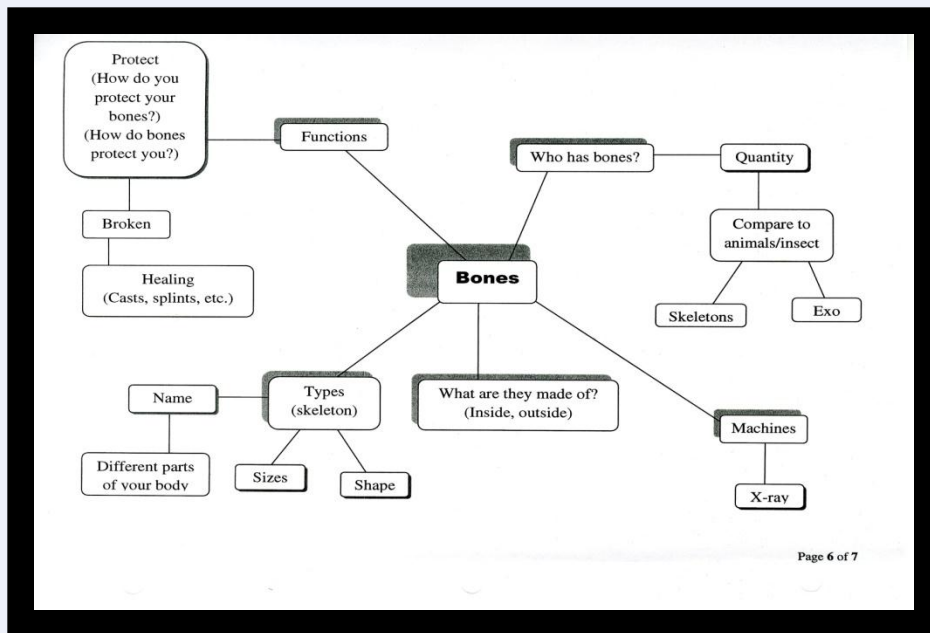 Protect
(How do you
protect your
bones?)
(How do bones
protect you?)
Functions
Who has bones?
Quantity
Broken
Compare to
animals/insect
Healing
(Casts, splints, etc.)
Bones
Skeletons
Exo
Name
Types
(skeleton)
What are they made of?
(Inside, outside)
Machines
Different parts
of your body
Sizes
Shape
X-ray
Page 6 of 7